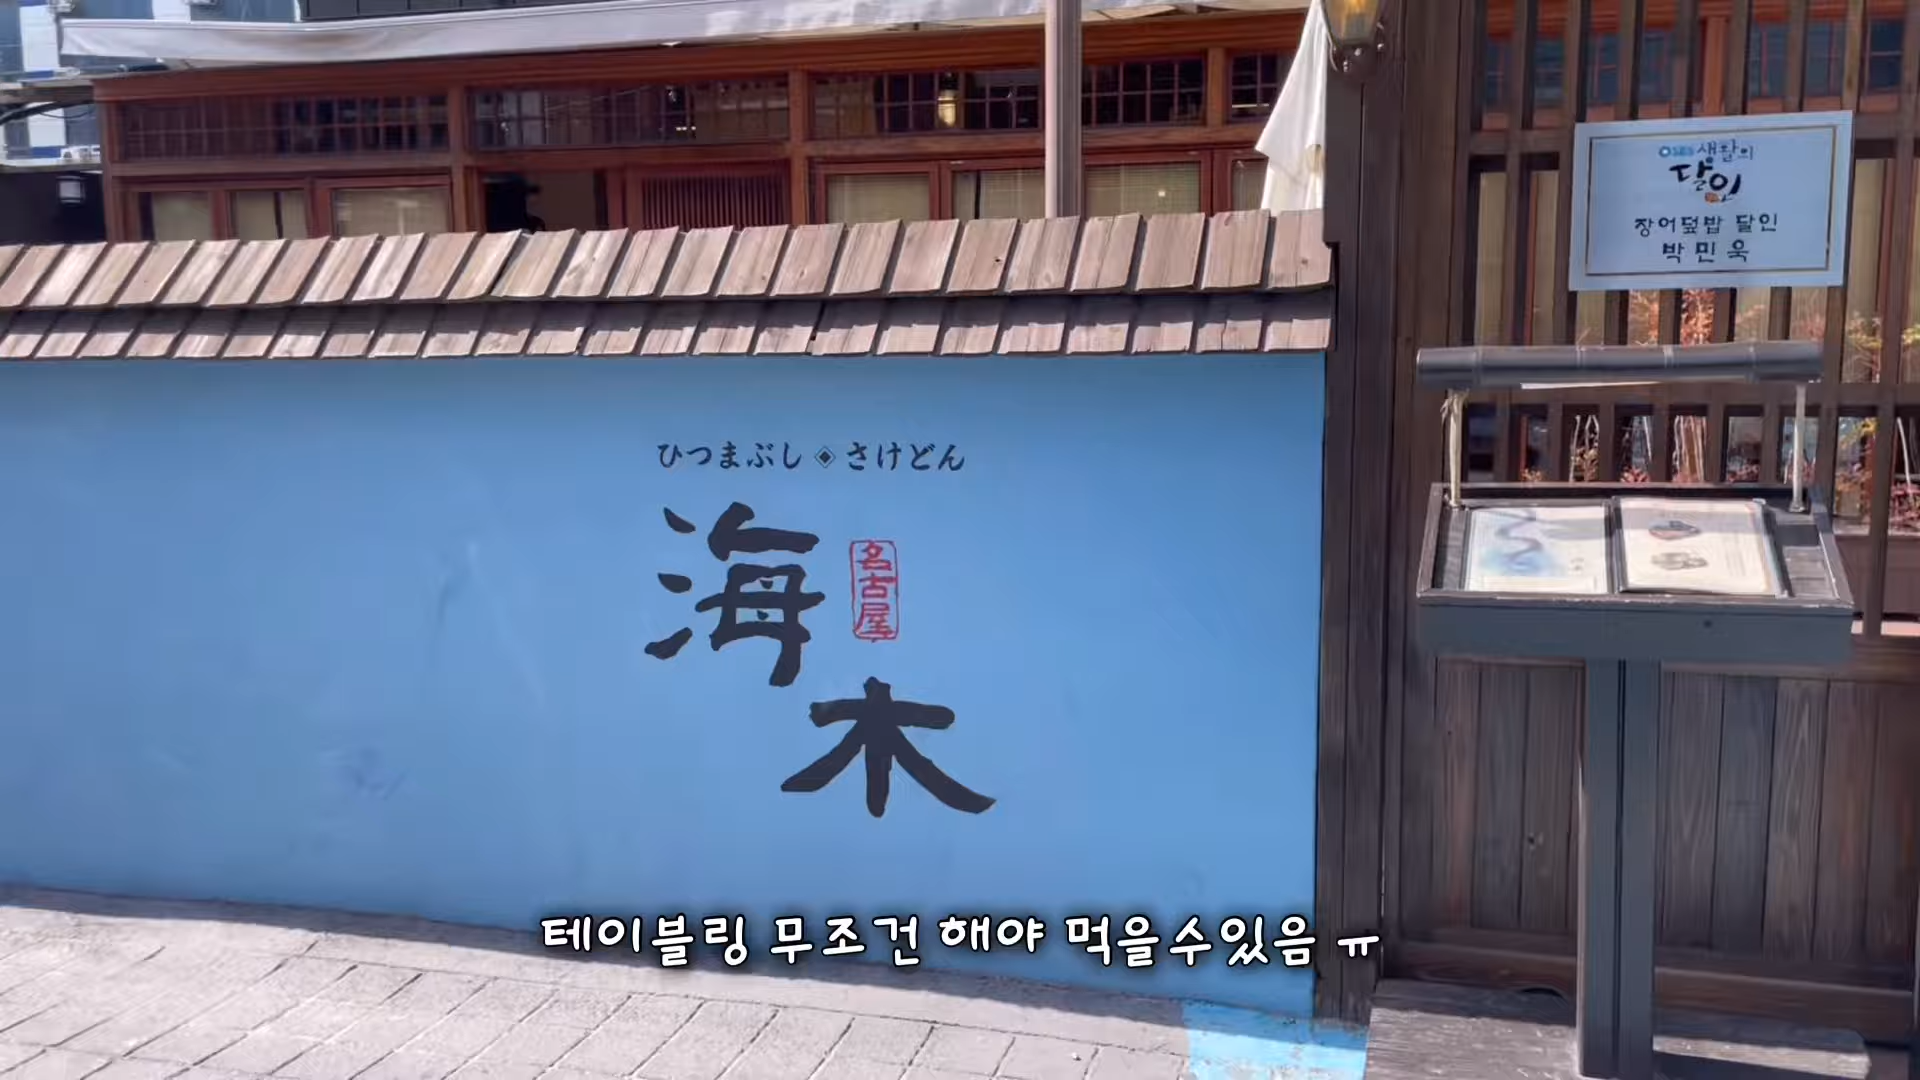 SBS 생활의
달인
장어덮밥 달인
박민욱
ひつまぶし◈さけどん
海木
名古屋
테이블링 무조건 해야 먹을수있음 ㅠ